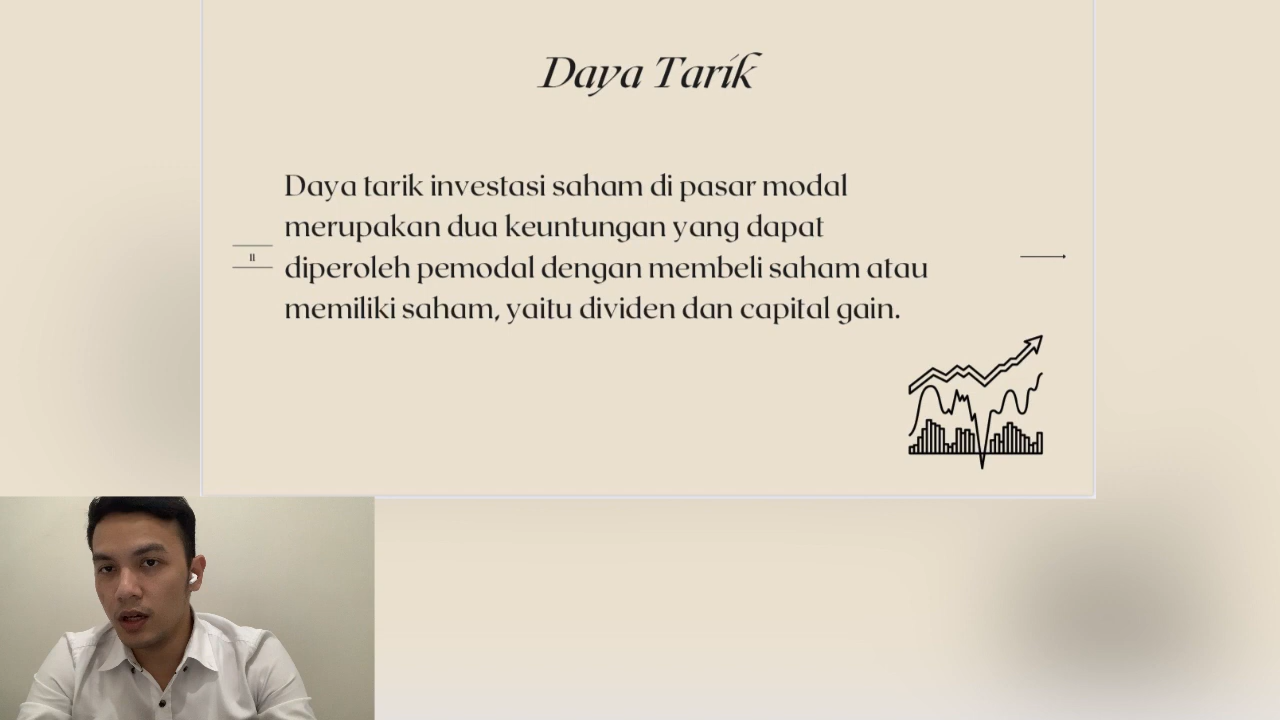 Daya Tarik
Daya tarik investasi saham di pasar modal
merupakan dua keuntungan yang dapat
diperoleh pemodal dengan membeli saham atau
memiliki saham, yaitu dividen dan capital gain.
11